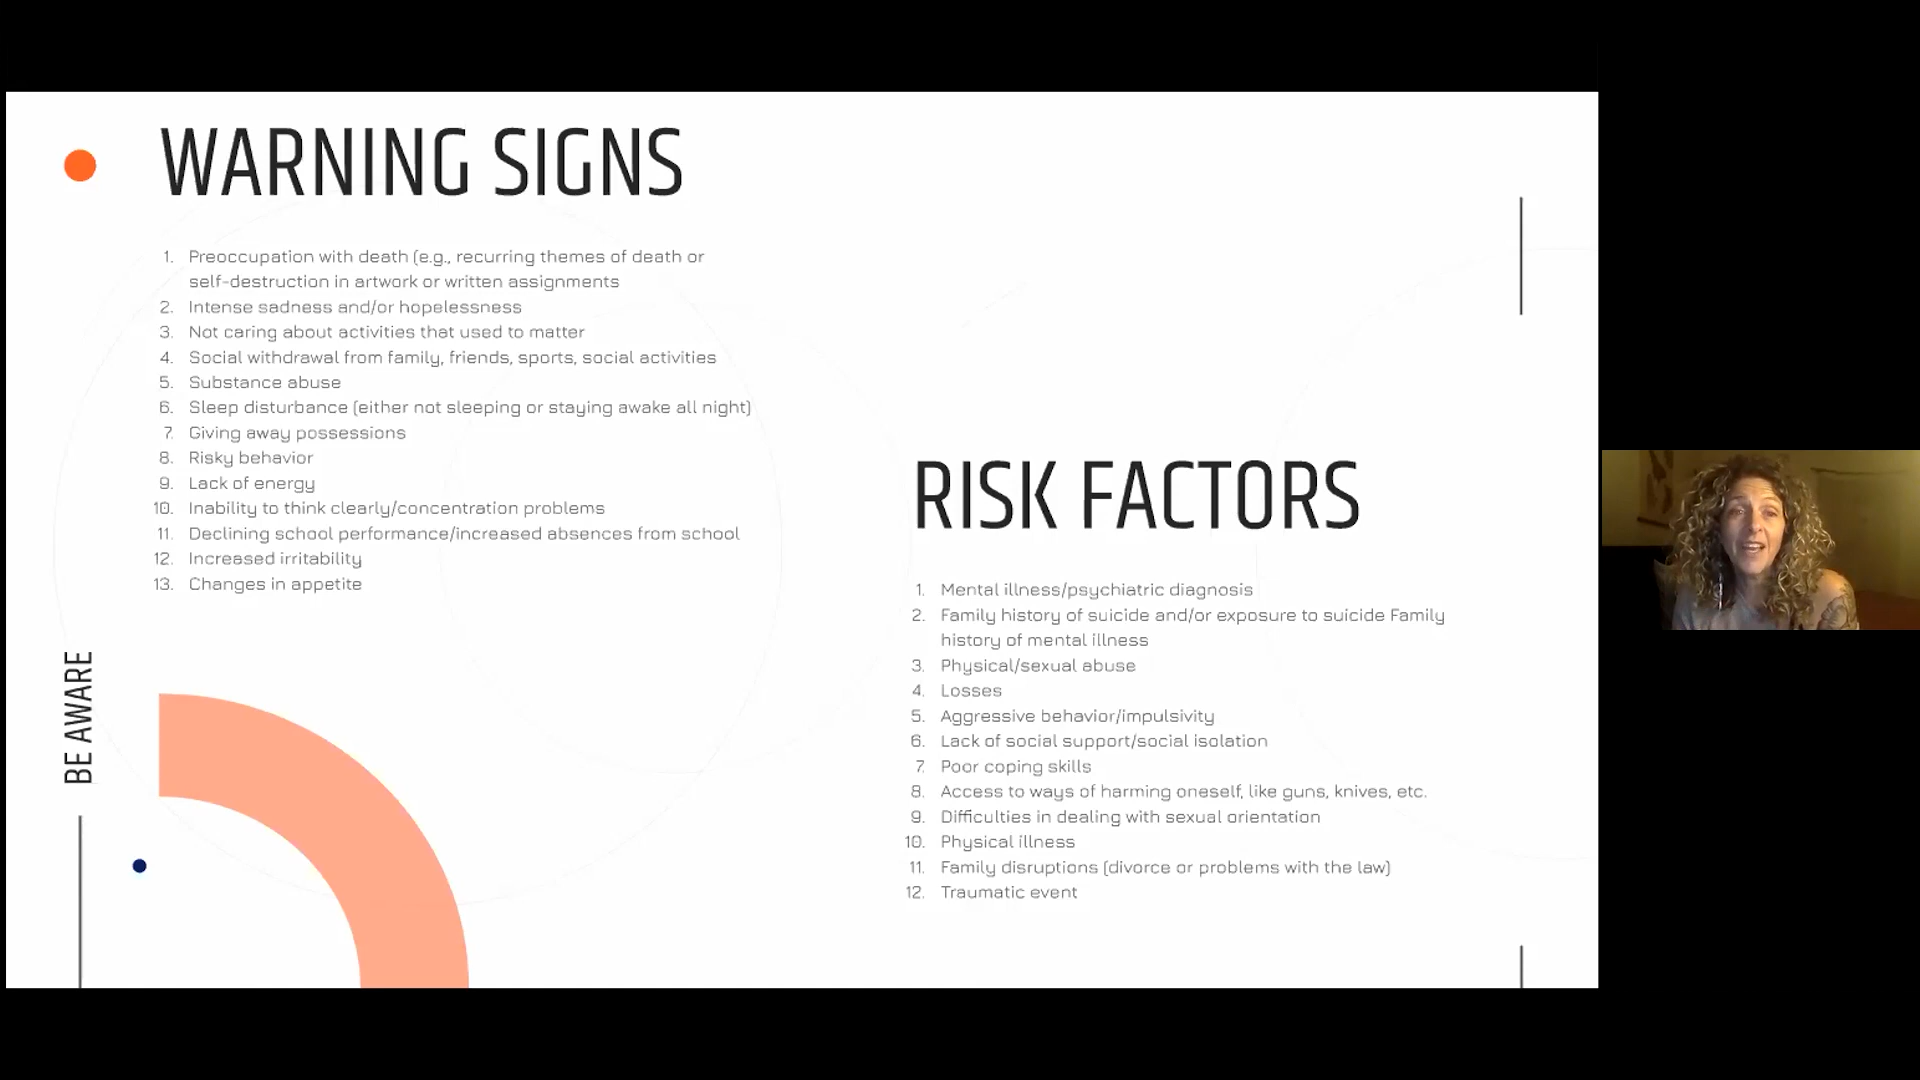 WARNING SIGNS
1. Preoccupation with death (e.g., recurring themes of death or
self-destruction in artwork or written assignments
2. Intense sadness and/or hopelessness
3. Not caring about activities that used to matter
4. Social withdrawal from family, friends, sports, social activities
5. Substance abuse
6. Sleep disturbance (either not sleeping or staying awake all night)
7. Giving away possessions
8. Risky behavior
9. Lack of energy
10. Inability to think clearly/concentration problems
11. Declining school performance/increased absences from school
12. Increased irritability
13. Changes in appetite
BE AWARE
RISK FACTORS
1. Mental illness/psychiatric diagnosis
2. Family history of suicide and/or exposure to suicide Family
history of mental illness
3. Physical/sexual abuse
4. Losses
5. Aggressive behavior/impulsivity
6. Lack of social support/social isolation
7. Poor coping skills
8. Access to ways of harming oneself, like guns, knives, etc.
9. Difficulties in dealing with sexual orientation
10. Physical illness
11. Family disruptions (divorce or problems with the law)
12. Traumatic event